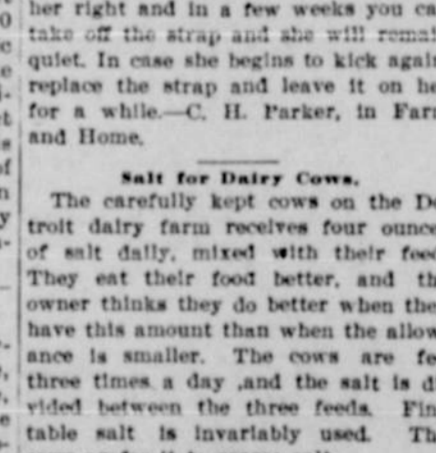 her right and in a few weeks you ca
take off the strap and she will remai
quiet. In case she begins to kick again
replace the strap and leave it on he
for a while.—C. H. Parker, in Farm
and Home.
Salt for Dairy Cows.
The carefully kept cows on the De
troit dairy farm receives four ounce
of salt daily, mixed with their feed
They eat their food better, and th
owner thinks they do better when the
have this amount than when the allow
ance is smaller. The cows are fe
three times a day ,and the salt is di
vided between the three feeds. Fin
table salt is invariably used. Th